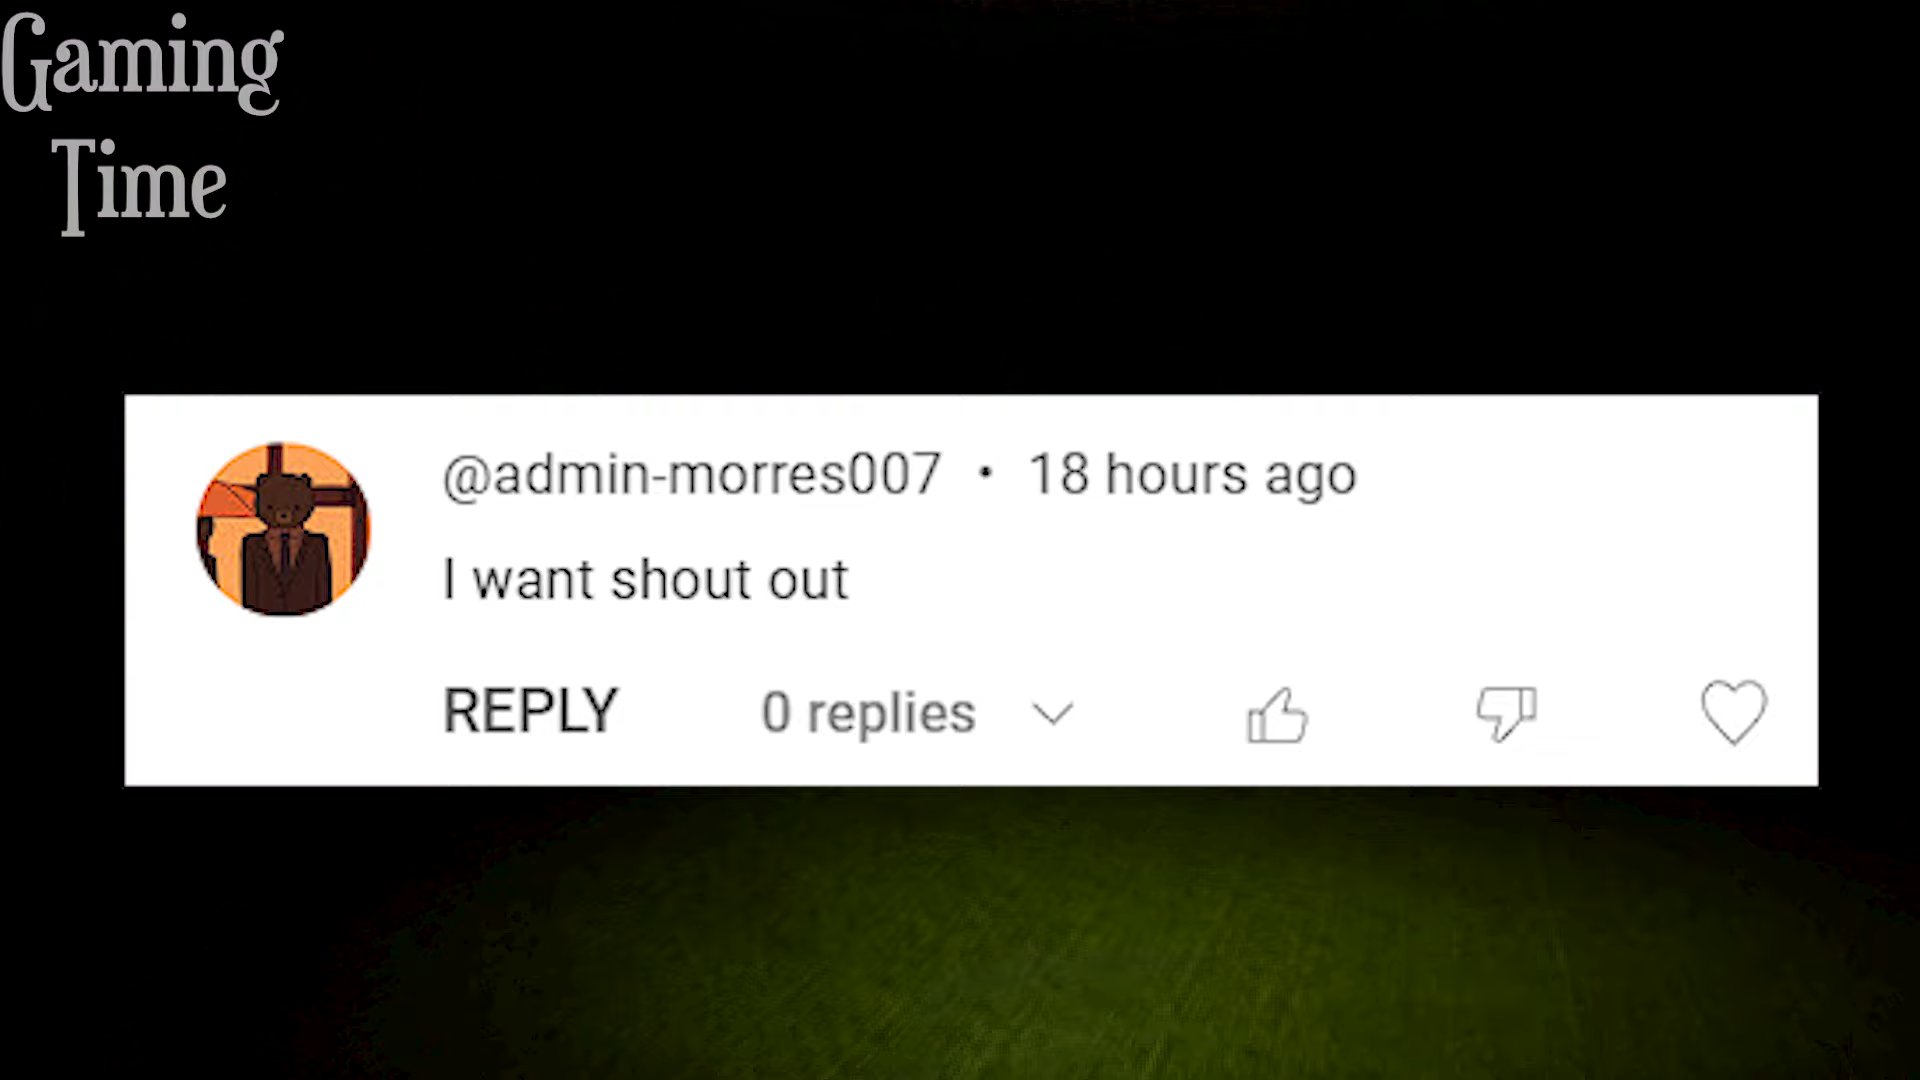 Gaming
Time
@admin-morres007 • 18 hours ago
I want shout out
REPLY 0 replies